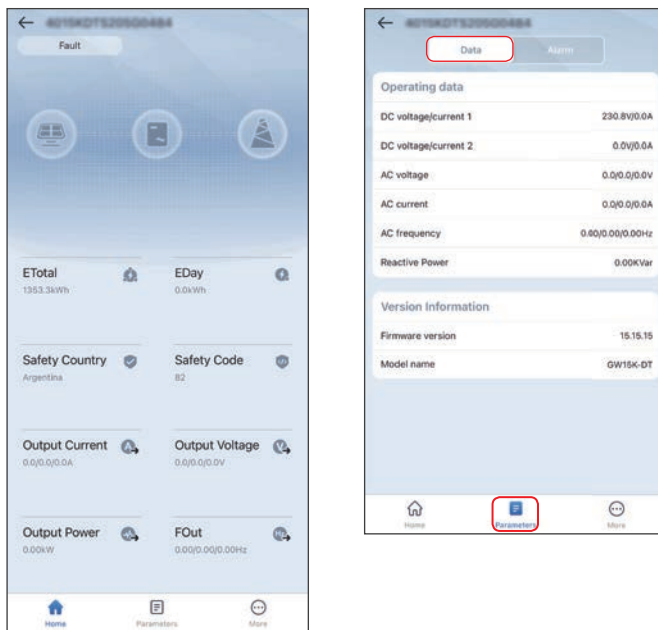 Fault
ETotal
1353.3kWh
EDay
0.0kWh
Safety Country
Argentina
Safety Code
82
Output Current
0.0/0.0/0.0A
Output Voltage
0.0/0.0/0.0V
Output Power
0.00kW
FOut
0.00/0.00/0.00Hz
Home
Parameters
More
Data
Alarm
Operating data
DC voltage/current 1 230.8V/0.0A
DC voltage/current 2 0.0V/0.0A
AC voltage 0.0/0.0/0.0V
AC current 0.0/0.0/0.0A
AC frequency 0.00/0.00/0.00Hz
Reactive Power 0.00KVar
Version Information
Firmware version 15.15.15
Model name GW15K-DT
Home
Parameters
More